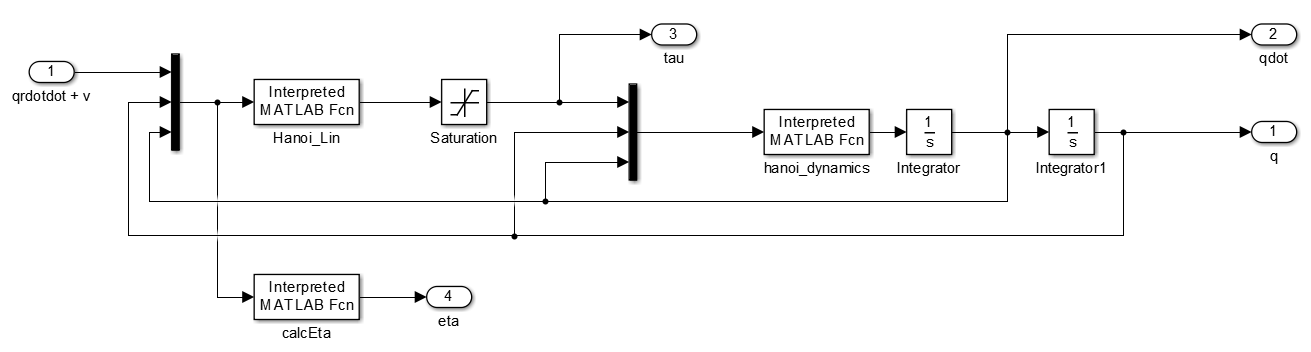 1
qrdotdot + v
Interpreted
MATLAB Fcn
Hanoi_Lin
Saturation
3
tau
Interpreted
MATLAB Fcn
hanoi_dynamics
1
s
Integrator
1
s
Integrator1
2
qdot
1
q
Interpreted
MATLAB Fcn
calcEta
4
eta